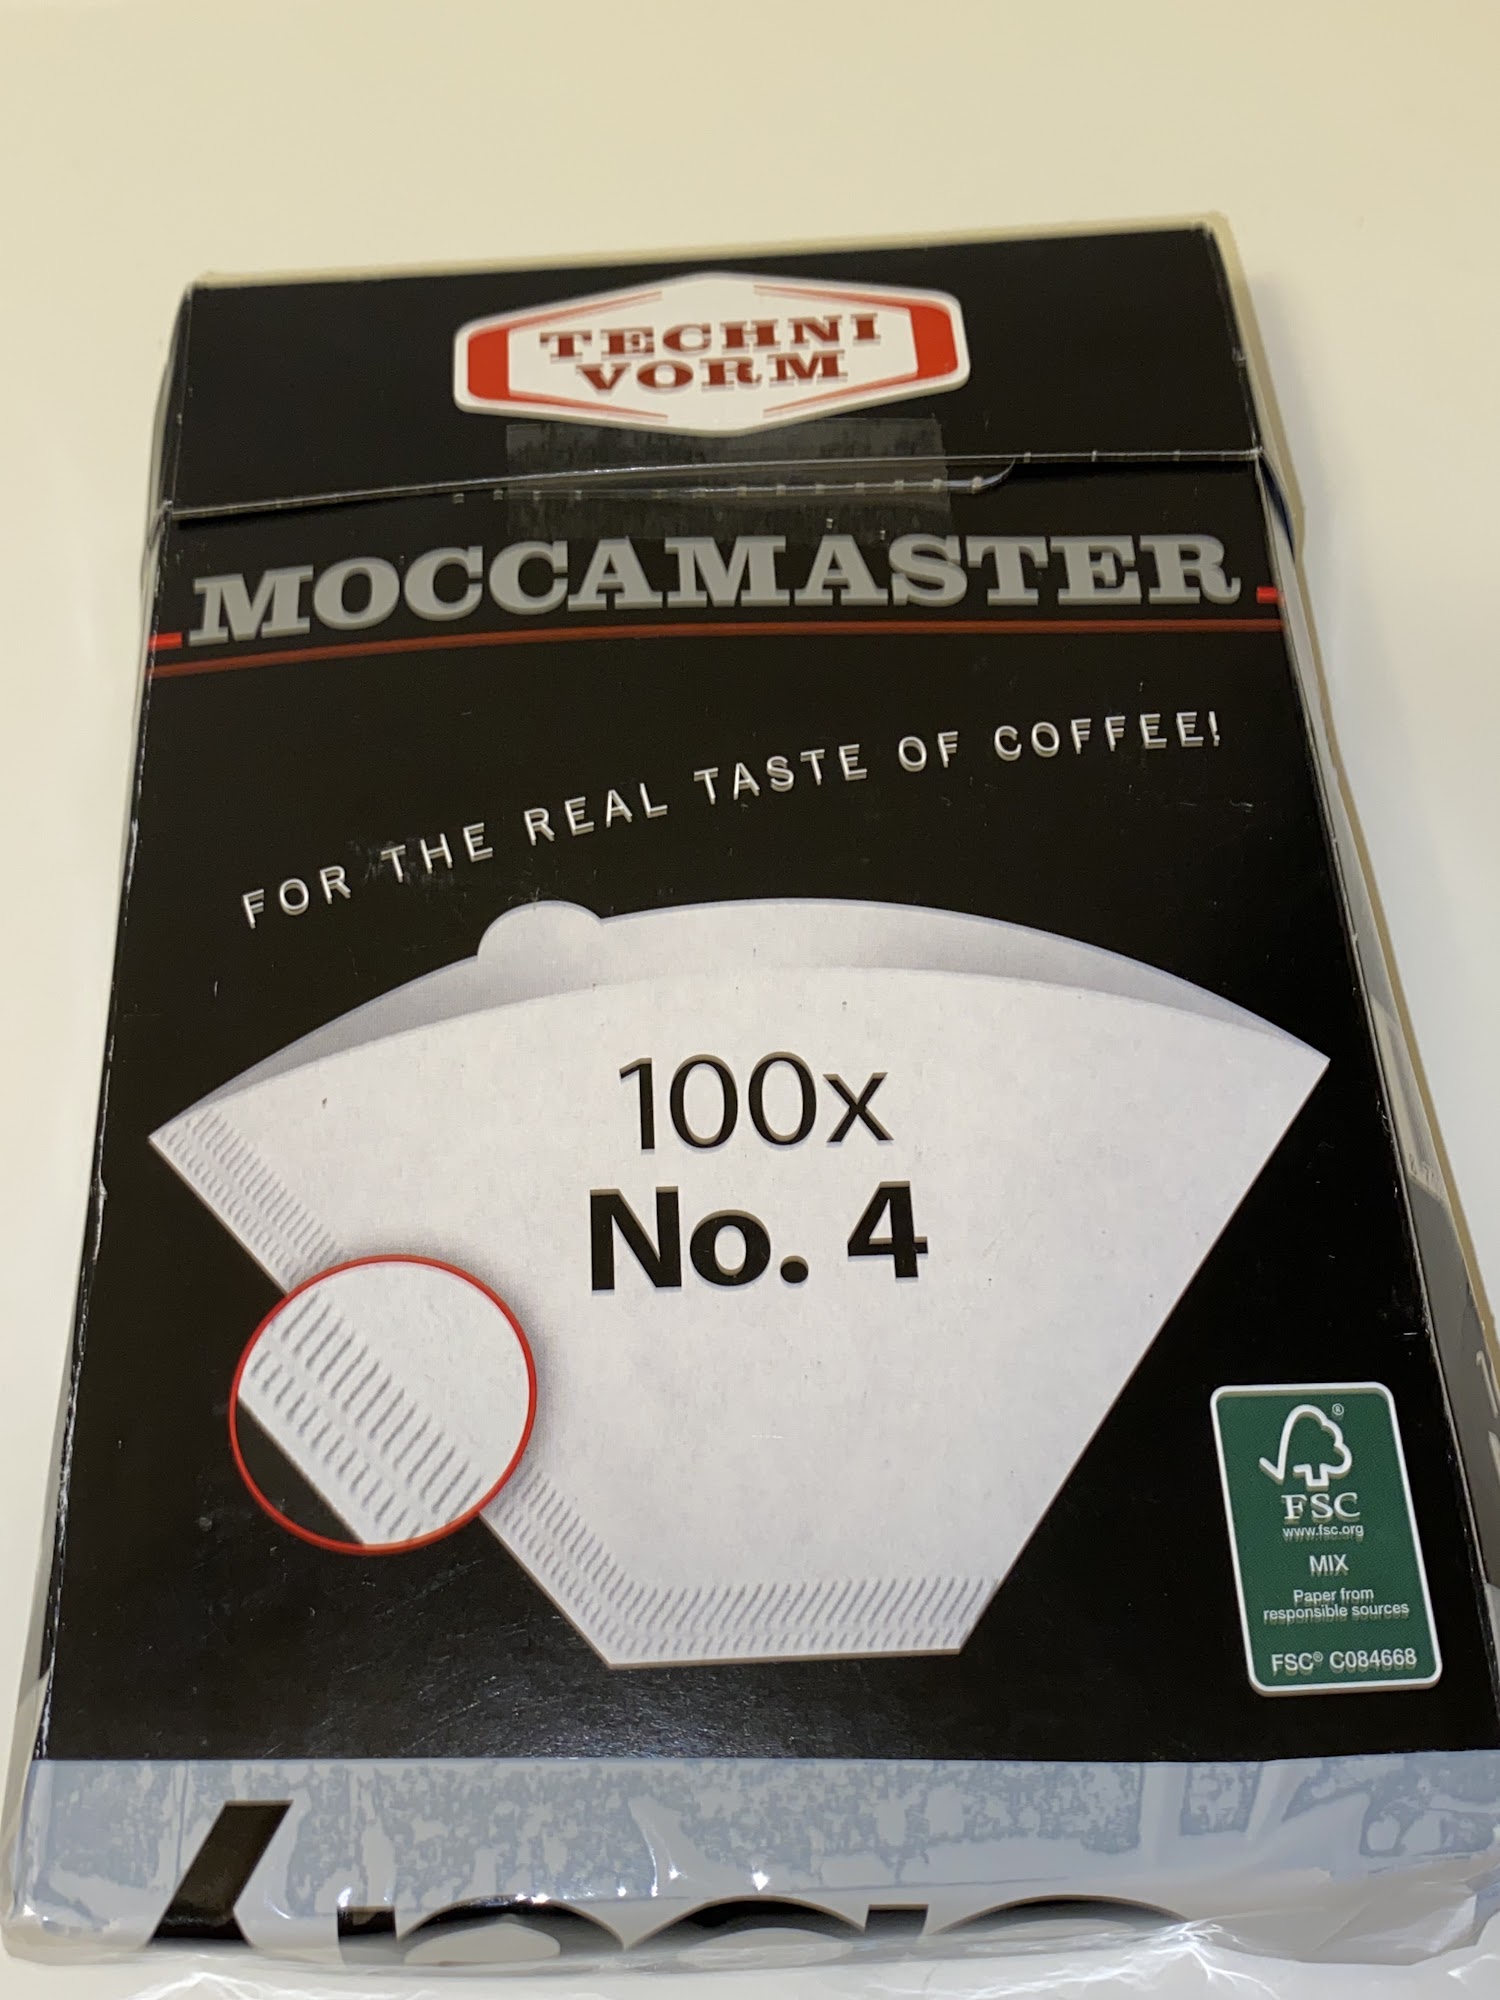 TECHNI
VORM
MOCCAMASTER
FOR THE REAL TASTE OF COFFEE!
100x
No. 4
®
FSC
www.fsc.org
MIX
Paper from
responsible sources
FSC® C084668